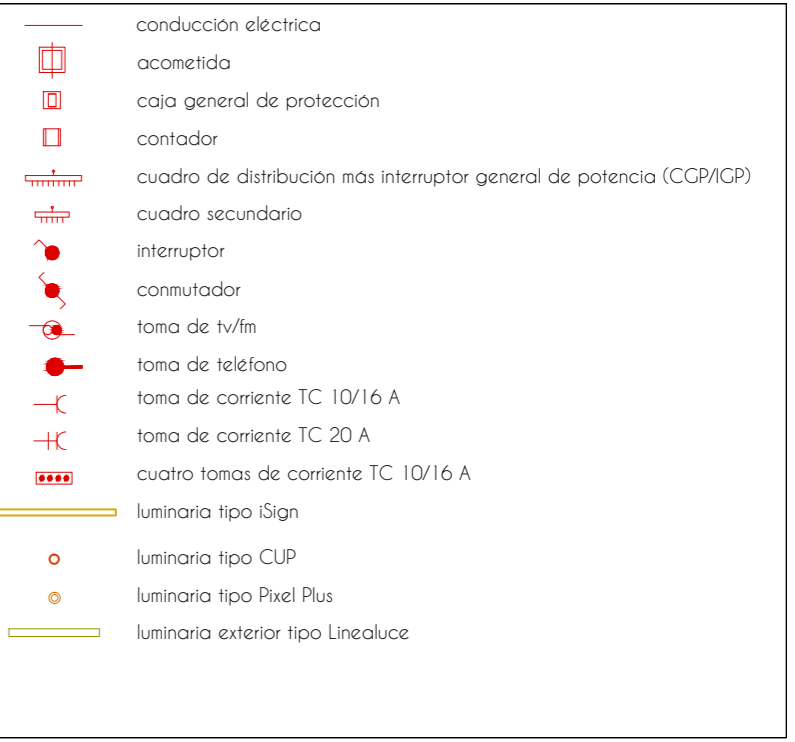 conducción eléctrica
acometida
caja general de protección
contador
cuadro de distribución más interruptor general de potencia (CGP/IGP)
cuadro secundario
interruptor
conmutador
toma de tv/fm
toma de teléfono
toma de corriente TC 10/16 A
toma de corriente TC 20 A
cuatro tomas de corriente TC 10/16 A
luminaria tipo iSign
luminaria tipo CUP
luminaria tipo Pixel Plus
luminaria exterior tipo Linealuce